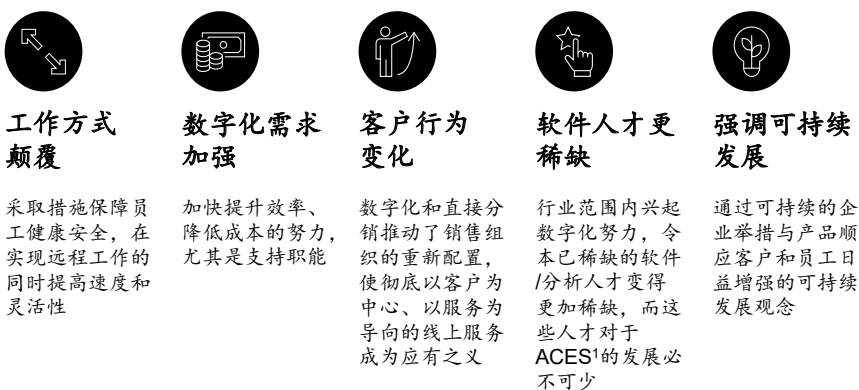 工作方式
颠覆
采取措施保障员
工健康安全，在
实现远程工作的
同时提高速度和
灵活性
数字化需求
加强
加快提升效率、
降低成本的努力，
尤其是支持职能
客户行为
变化
数字化和直接分
销推动了销售组
织的重新配置，
使彻底以客户为
中心、以服务为
导向的线上服务
成为应有之义
软件人才更
稀缺
行业范围内兴起
数字化努力，令
本已稀缺的软件
/分析人才变得
更加稀缺，而这
些人才对于
ACES¹的发展必
不可少
强调可持续
发展
通过可持续的企
业举措与产品顺
应客户和员工日
益增强的可持续
发展观念